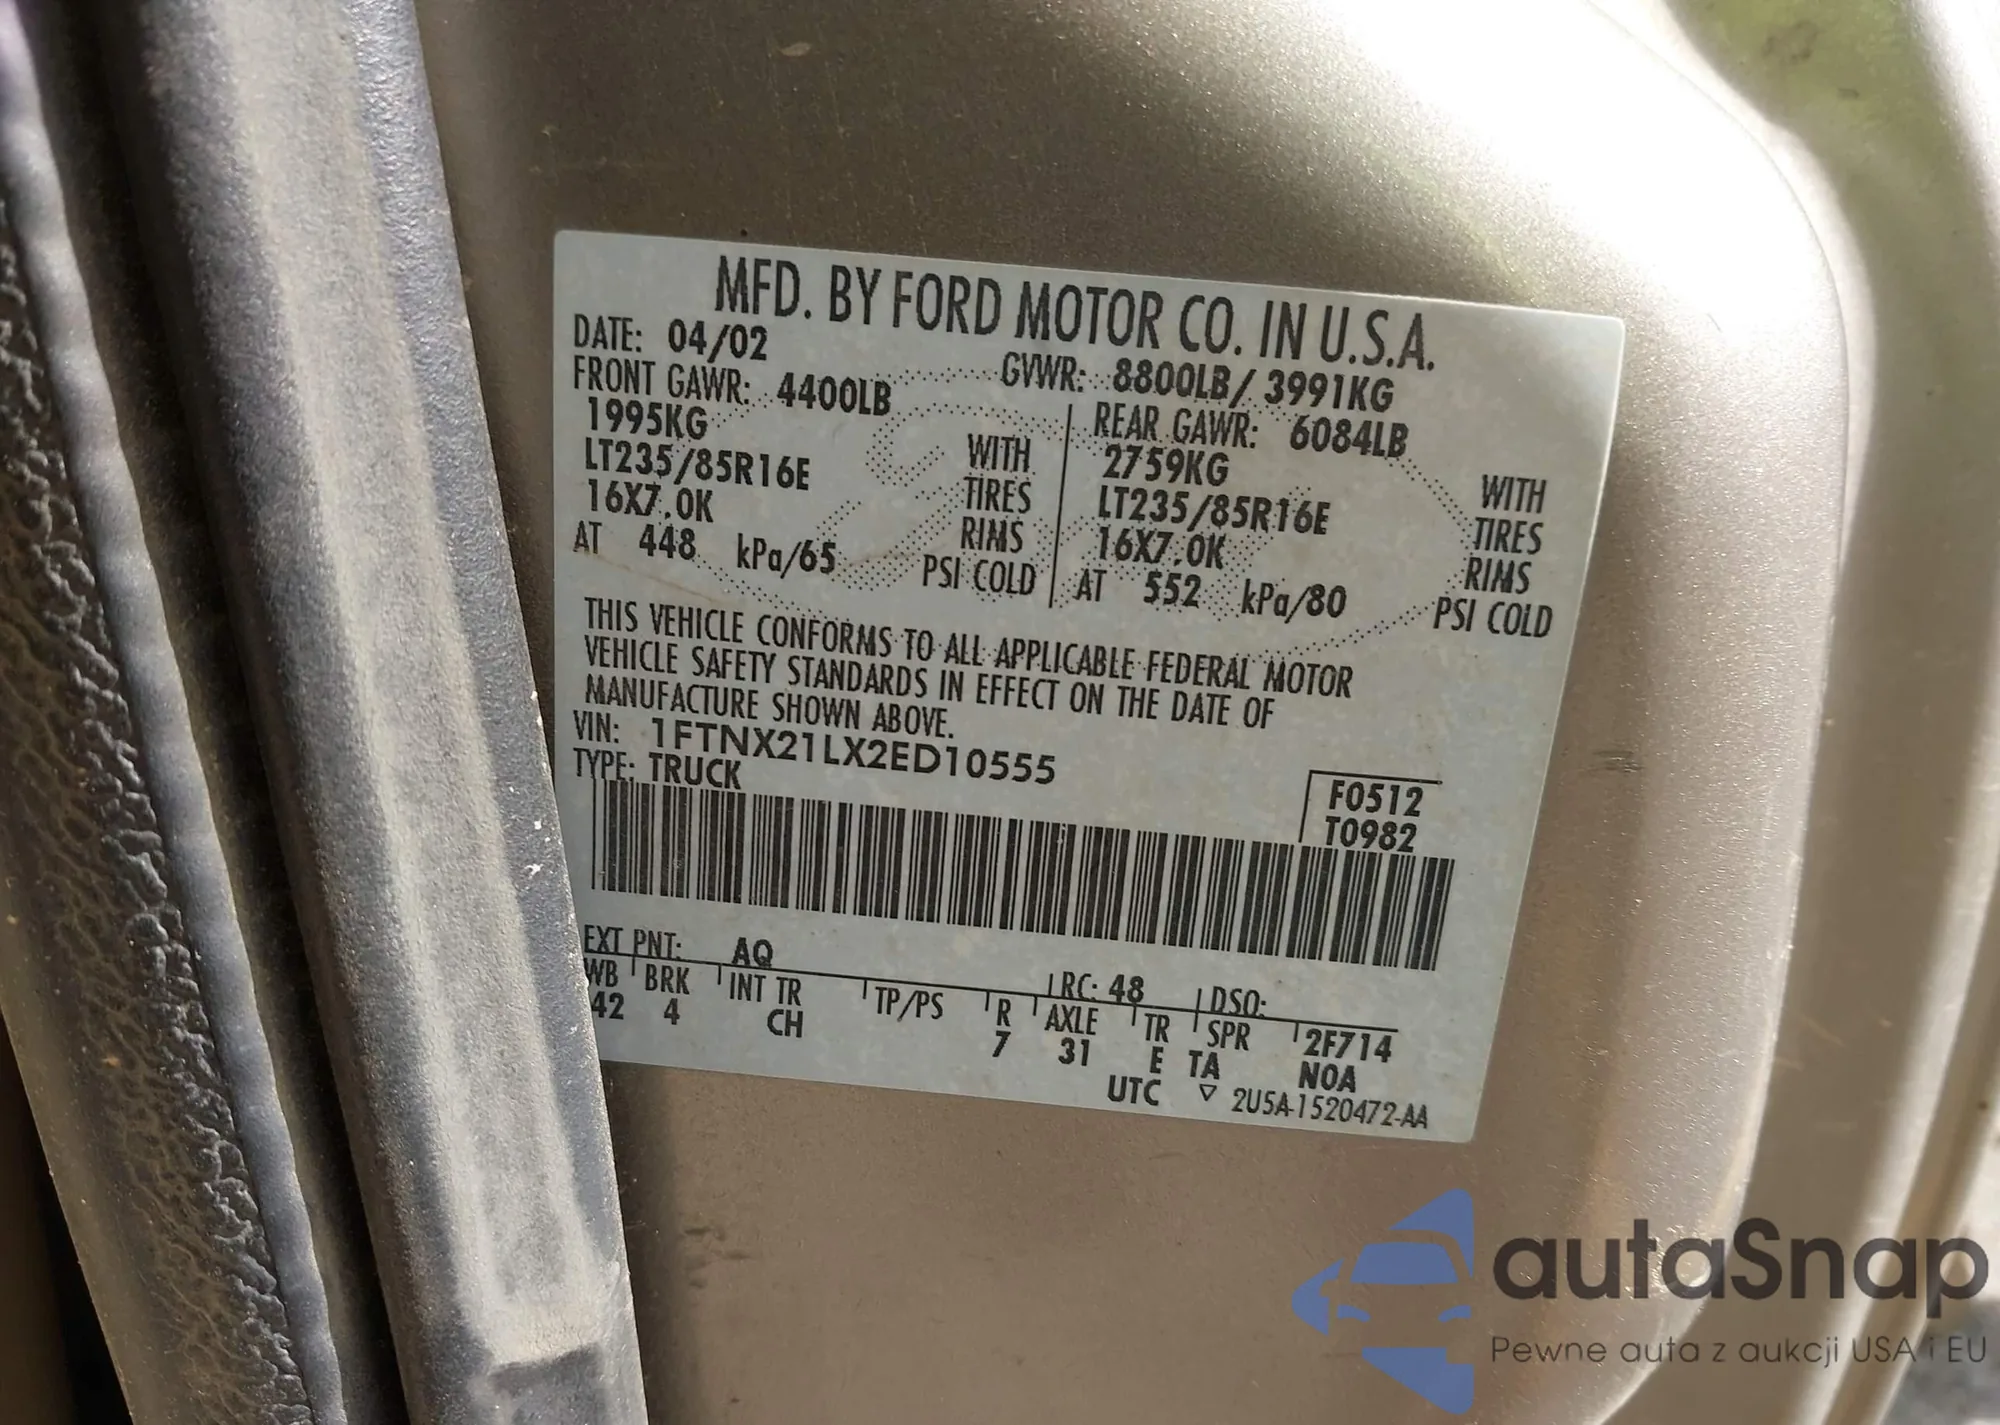 MFD. BY FORD MOTOR CO. IN U.S.A.
DATE: 04/02 GVWR: 8800LB/ 3991KG
FRONT GAWR: 4400LB REAR GAWR: 6084LB
1995KG WITH 2759KG WITH
LT235/85R16E TIRES LT235/85R16E TIRES
16X7.0K RIMS 16X7.0K RIMS
AT 448 kPa/65 PSI COLD AT 552 kPa/80 PSI COLD
THIS VEHICLE CONFORMS TO ALL APPLICABLE FEDERAL MOTOR
VEHICLE SAFETY STANDARDS IN EFFECT ON THE DATE OF
MANUFACTURE SHOWN ABOVE.
VIN: 1FTNX21LX2ED10555
TYPE: TRUCK
F0512
T0982
EXT PNT: AQ RC: 48 DSO:
WB BRK INT TR TP/PS R AXLE TR SPR 2F714
42 4 CH 7 31 E TA N0A
UTC ▽ 2U5A-1520472-AA
autaSnap
Pewne auta z aukcji USA i EU